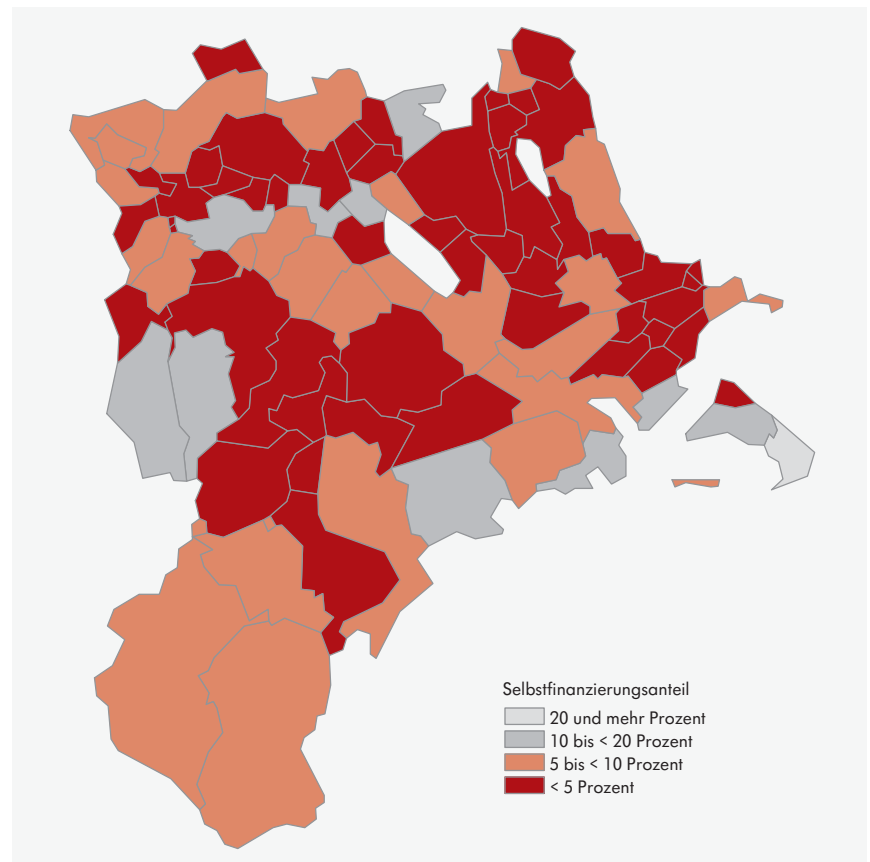 Selbstfinanzierungsanteil
20 und mehr Prozent
10 bis < 20 Prozent
5 bis < 10 Prozent
< 5 Prozent